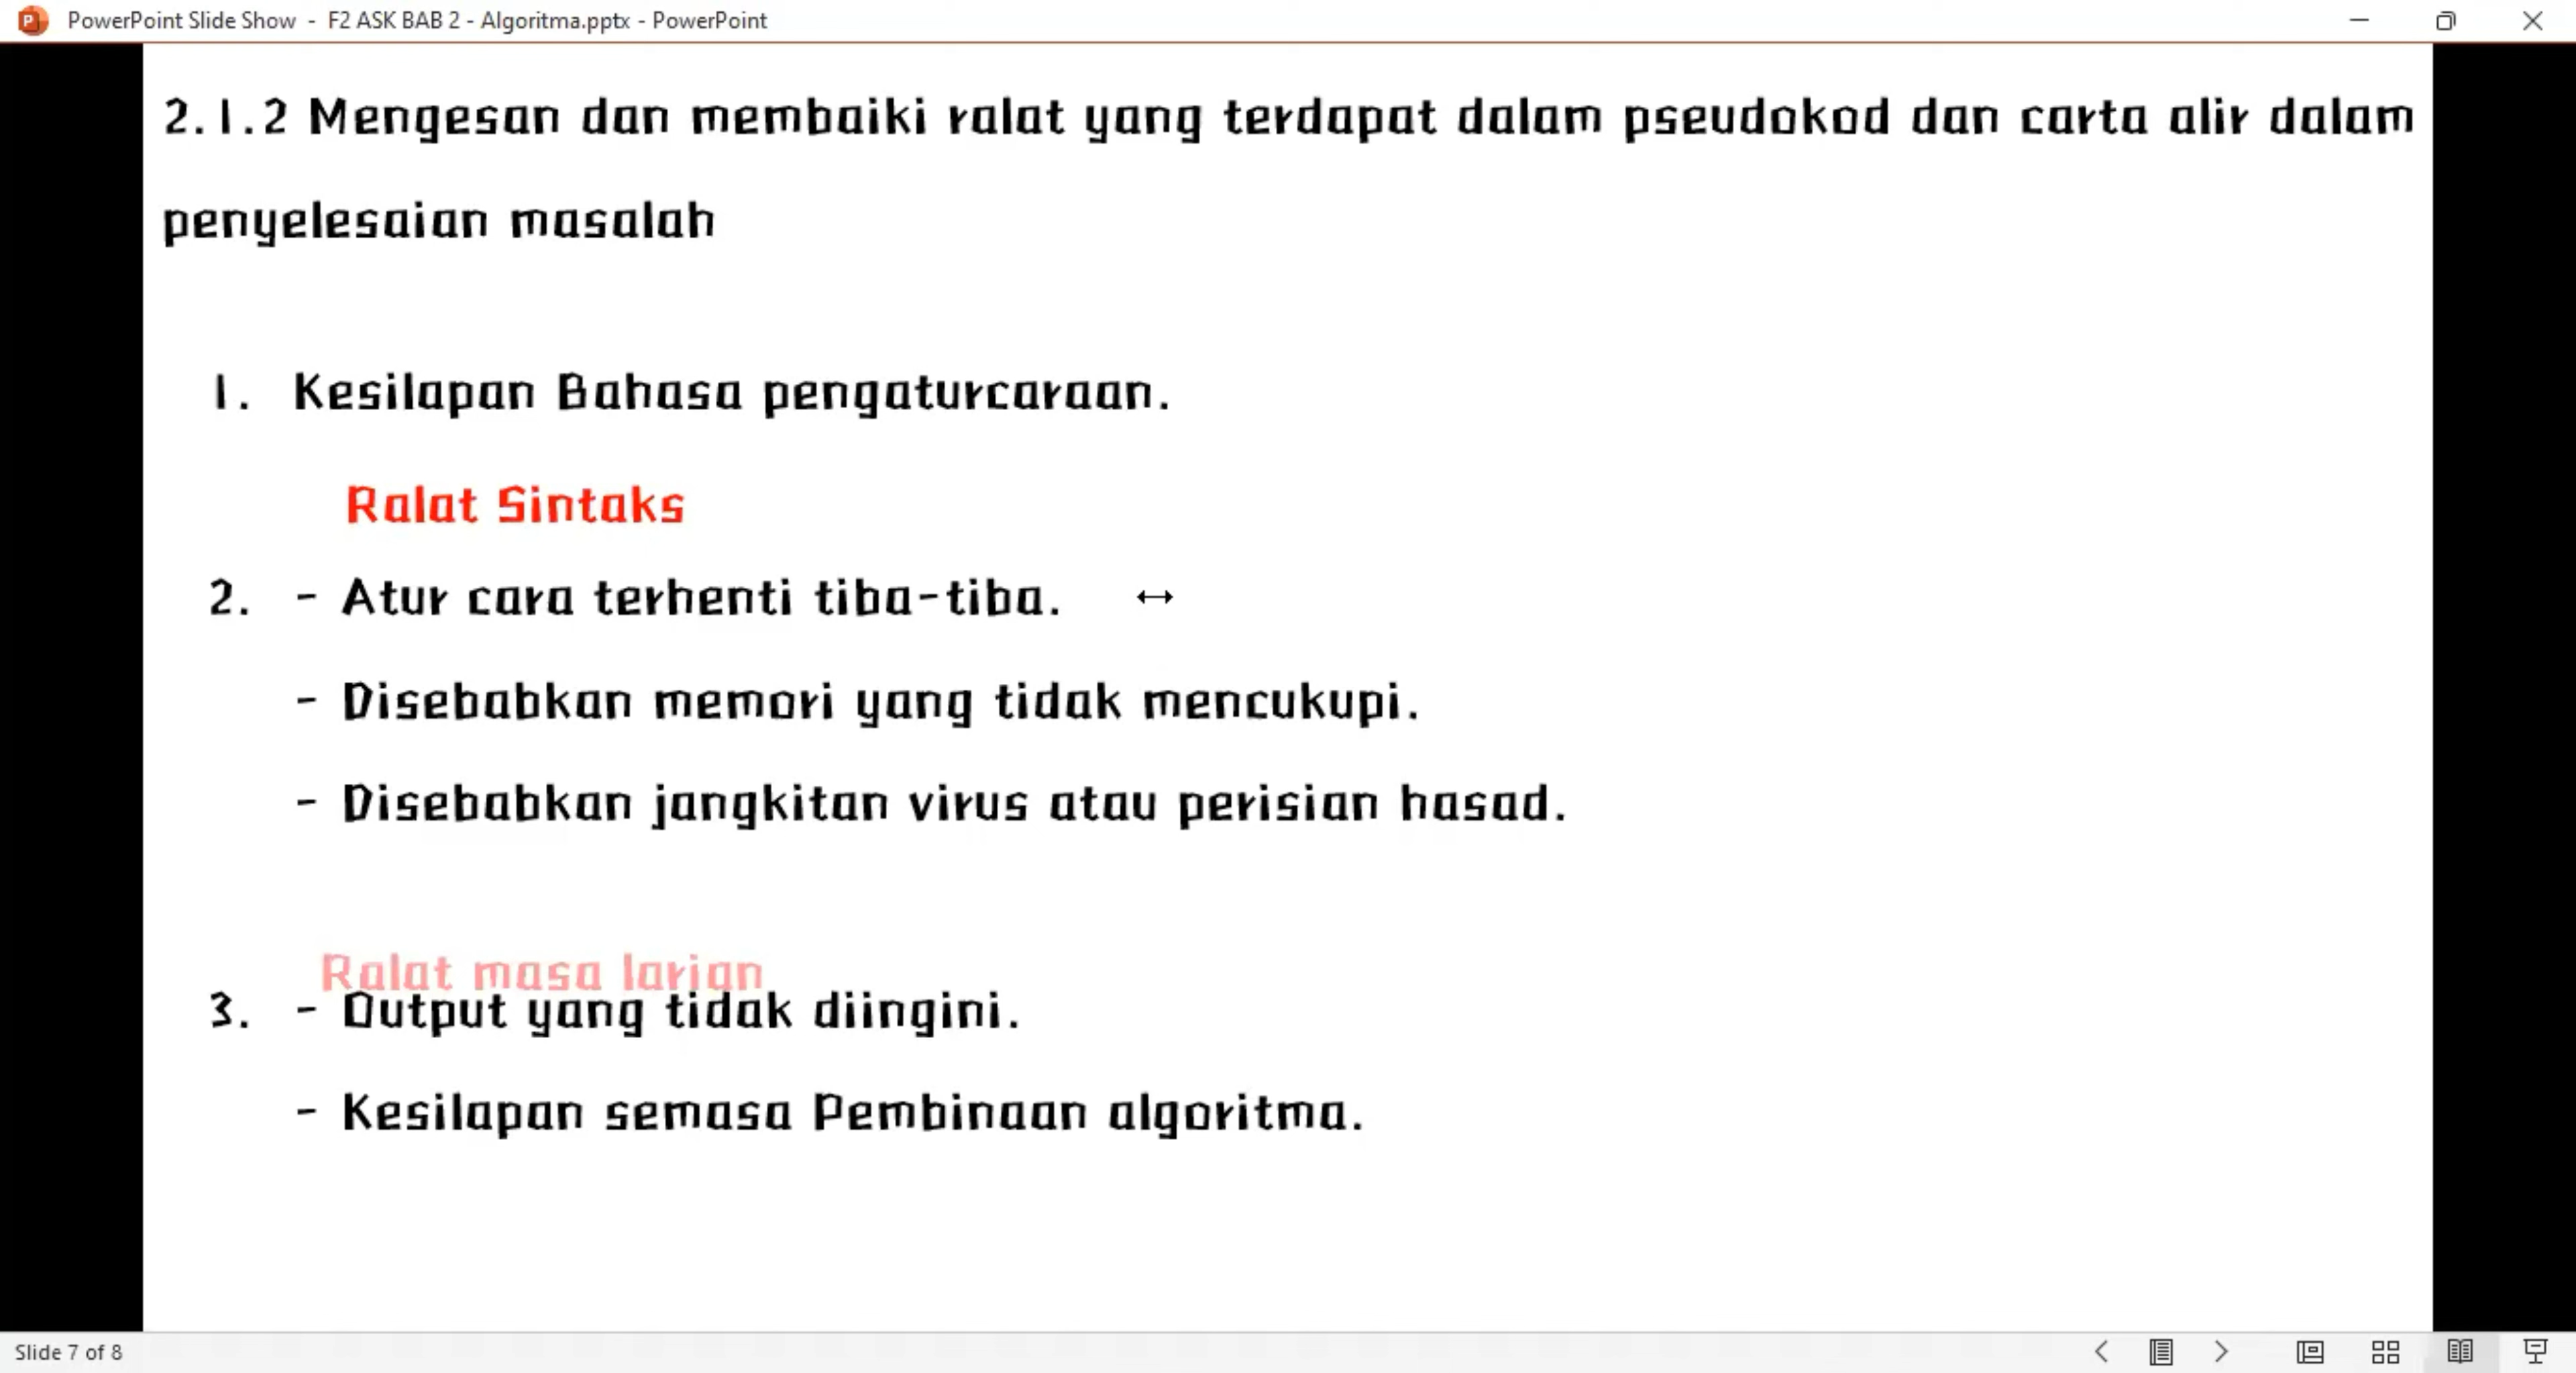 PowerPoint Slide Show - F2 ASK BAB 2 - Algoritma.pptx - PowerPoint
2.1.2 Mengesan dan membaiki ralat yang terdapat dalam pseudokod dan carta alir dalam
penyelesaian masalah
1. Kesilapan Bahasa pengaturcaraan.
Ralat Sintaks
2. - Atur cara terhenti tiba-tiba.
- Disebabkan memori yang tidak mencukupi.
- Disebabkan jangkitan virus atau perisian hasad.
Ralat masa larian
3. - Output yang tidak diingini.
- Kesilapan semasa Pembinaan algoritma.
Slide 7 of 8